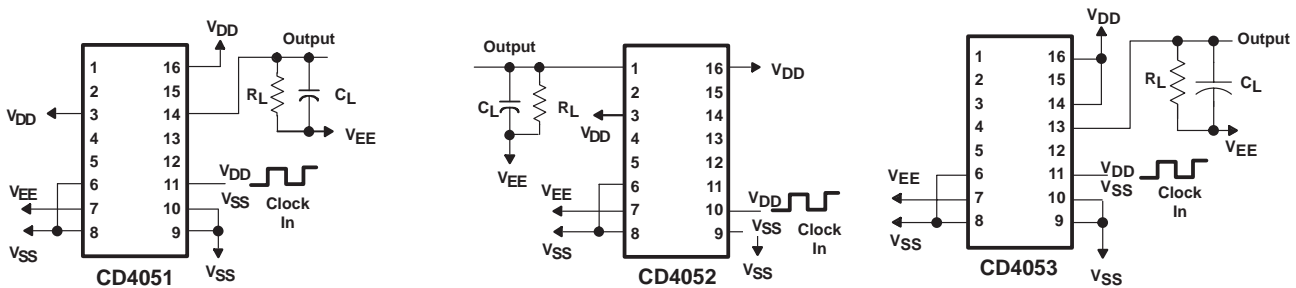 VDD
Output
1 16
2 15
RL CL
VDD 3 14
4 13
VEE
5 12
6 11 VDD
VSS
Clock
In
VEE 7 10
VSS 8 9
VSS
CD4051
Output
1 16 VDD
2 15
CL RL
3 14
VDD
4 13
5 12
VEE
6 11
VEE 7 10 VDD
VSS
Clock
In
VSS 8 9
VSS
CD4052
VDD
Output
1 16
2 15
RL CL
3 14
4 13
VEE
5 12
VEE
6 11 VDD
VSS
Clock
In
7 10
8 9
VSS
VSS
CD4053